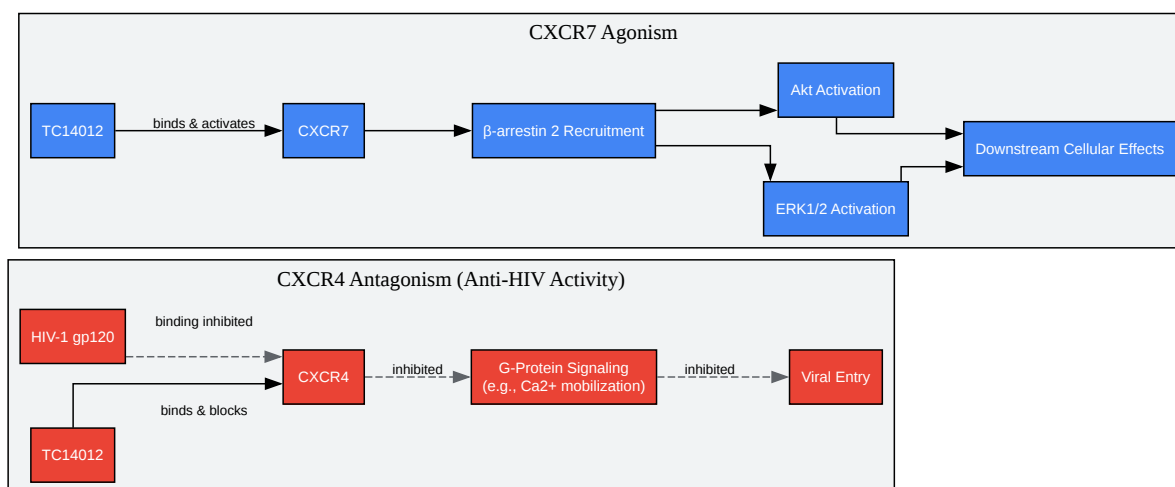 CXCR7 Agonism
TC14012
binds & activates
CXCR7
β-arrestin 2 Recruitment
Akt Activation
ERK1/2 Activation
Downstream Cellular Effects
CXCR4 Antagonism (Anti-HIV Activity)
HIV-1 gp120
binding inhibited
TC14012
binds & blocks
CXCR4
inhibited
G-Protein Signaling
(e.g., Ca2+ mobilization)
inhibited
Viral Entry